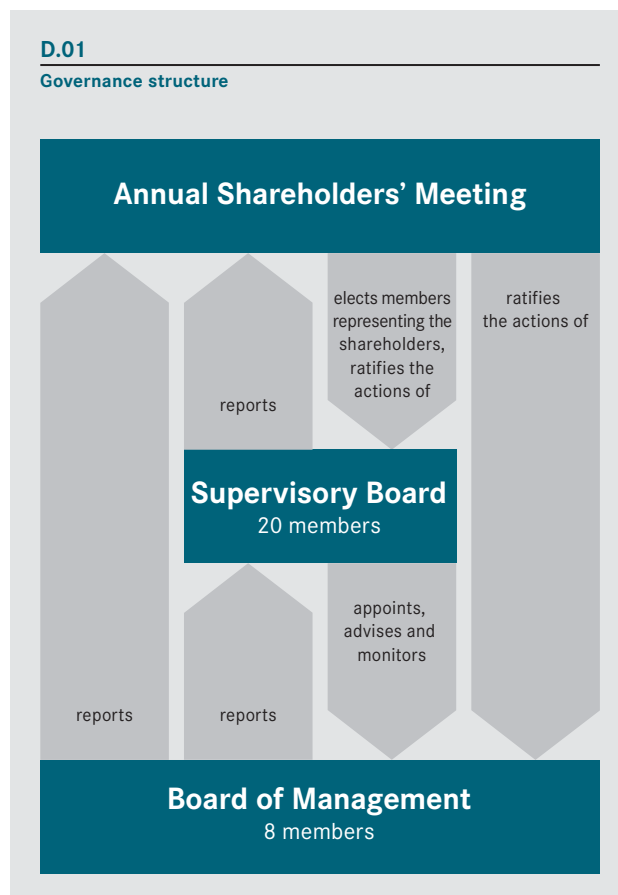 D.01
Governance structure
Annual Shareholders’ Meeting
elects members
representing the
shareholders,
ratifies the
actions of
ratifies
the actions of
reports
Supervisory Board
20 members
appoints,
advises and
monitors
reports
reports
Board of Management
8 members